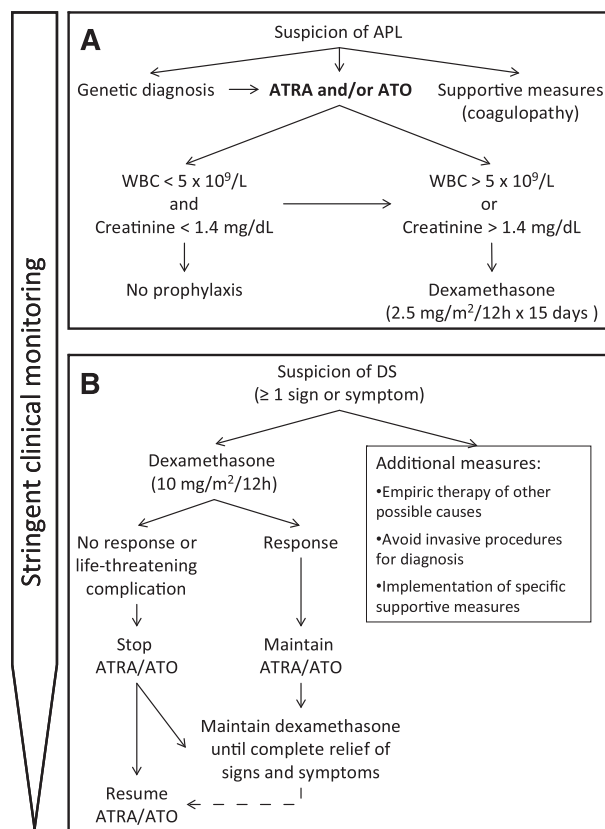 Stringent clinical monitoring
A
Suspicion of APL
Genetic diagnosis
ATRA and/or ATO
Supportive measures
(coagulopathy)
WBC < 5 x 10⁹/L
and
Creatinine < 1.4 mg/dL
WBC > 5 x 10⁹/L
or
Creatinine > 1.4 mg/dL
No prophylaxis
Dexamethasone
(2.5 mg/m²/12h x 15 days )
B
Suspicion of DS
(≥ 1 sign or symptom)
Dexamethasone
(10 mg/m²/12h)
Additional measures:
•Empiric therapy of other
possible causes
•Avoid invasive procedures
for diagnosis
•Implementation of specific
supportive measures
No response or
life-threatening
complication
Response
Stop
ATRA/ATO
Maintain
ATRA/ATO
Maintain dexamethasone
until complete relief of
signs and symptoms
Resume
ATRA/ATO